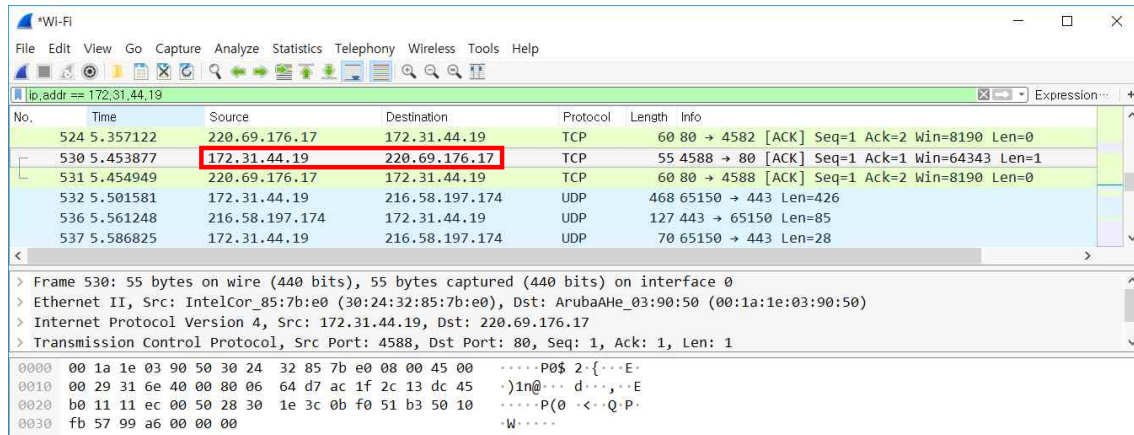 *Wi-Fi
File Edit View Go Capture Analyze Statistics Telephony Wireless Tools Help
ip,addr == 172,31,44,19 Expression… +
No. Time Source Destination Protocol Length Info
524 5.357122 220.69.176.17 172.31.44.19 TCP 60 80 → 4582 [ACK] Seq=1 Ack=2 Win=8190 Len=0
530 5.453877 172.31.44.19 220.69.176.17 TCP 55 4588 → 80 [ACK] Seq=1 Ack=1 Win=64343 Len=1
531 5.454949 220.69.176.17 172.31.44.19 TCP 60 80 → 4588 [ACK] Seq=1 Ack=2 Win=8190 Len=0
532 5.501581 172.31.44.19 216.58.197.174 UDP 468 65150 → 443 Len=426
536 5.561248 216.58.197.174 172.31.44.19 UDP 127 443 → 65150 Len=85
537 5.586825 172.31.44.19 216.58.197.174 UDP 70 65150 → 443 Len=28
> Frame 530: 55 bytes on wire (440 bits), 55 bytes captured (440 bits) on interface 0
> Ethernet II, Src: IntelCor_85:7b:e0 (30:24:32:85:7b:e0), Dst: ArubaAHe_03:90:50 (00:1a:1e:03:90:50)
> Internet Protocol Version 4, Src: 172.31.44.19, Dst: 220.69.176.17
> Transmission Control Protocol, Src Port: 4588, Dst Port: 80, Seq: 1, Ack: 1, Len: 1
0000 00 1a 1e 03 90 50 30 24 32 85 7b e0 08 00 45 00 ·····P0$ 2·{···E·
0010 00 29 31 6e 40 00 80 06 64 d7 ac 1f 2c 13 dc 45 ·)1n@··· d···,··E
0020 b0 11 11 ec 00 50 28 30 1e 3c 0b f0 51 b3 50 10 ·····P(0 ·<··Q·P·
0030 fb 57 99 a6 00 00 00 ·W·····